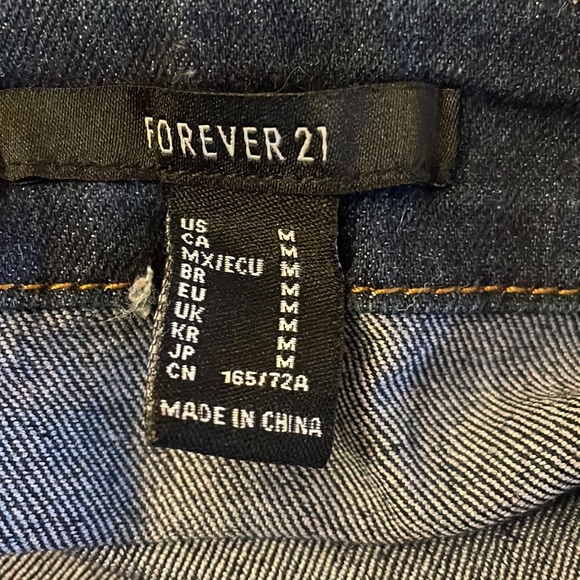 FOREVER 21
US M
CA M
MX/ECU M
BR M
EU M
UK M
KR M
JP M
CN 165/72A
MADE IN CHINA